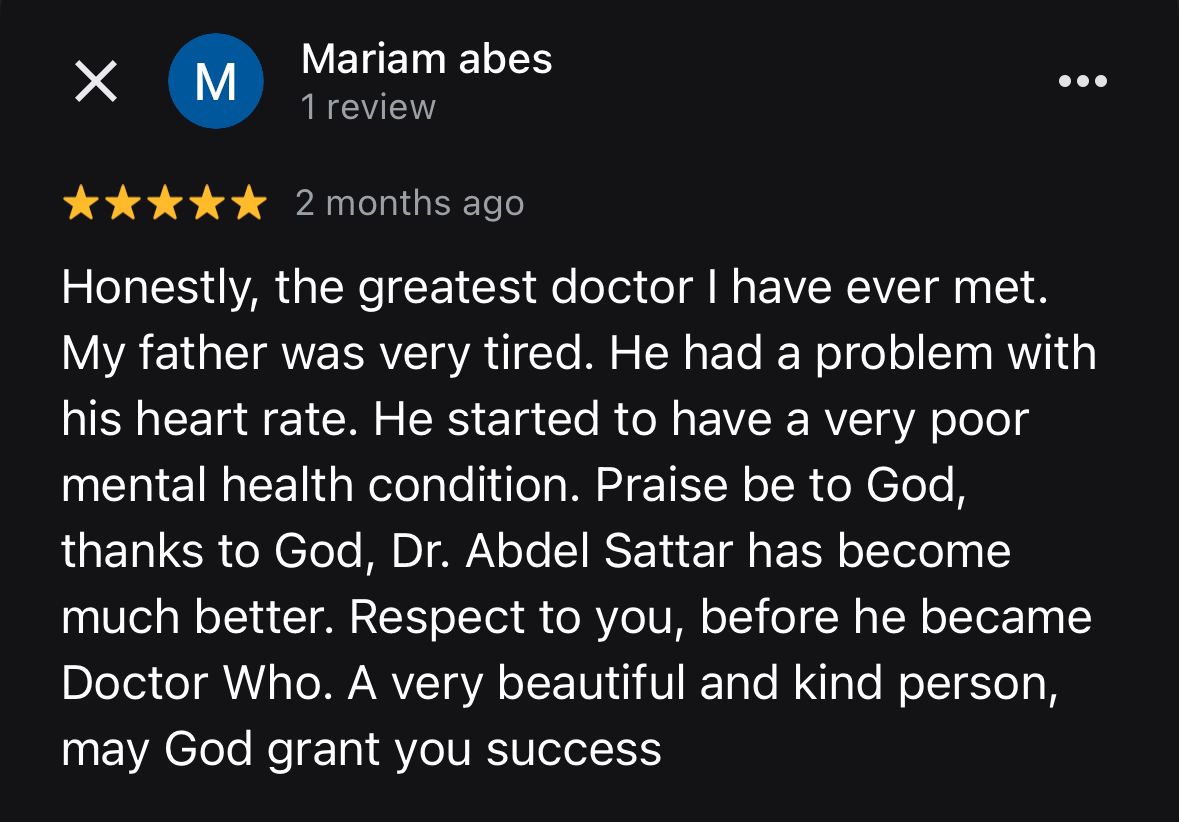 M
Mariam abes
1 review
2 months ago
Honestly, the greatest doctor I have ever met.
My father was very tired. He had a problem with
his heart rate. He started to have a very poor
mental health condition. Praise be to God,
thanks to God, Dr. Abdel Sattar has become
much better. Respect to you, before he became
Doctor Who. A very beautiful and kind person,
may God grant you success